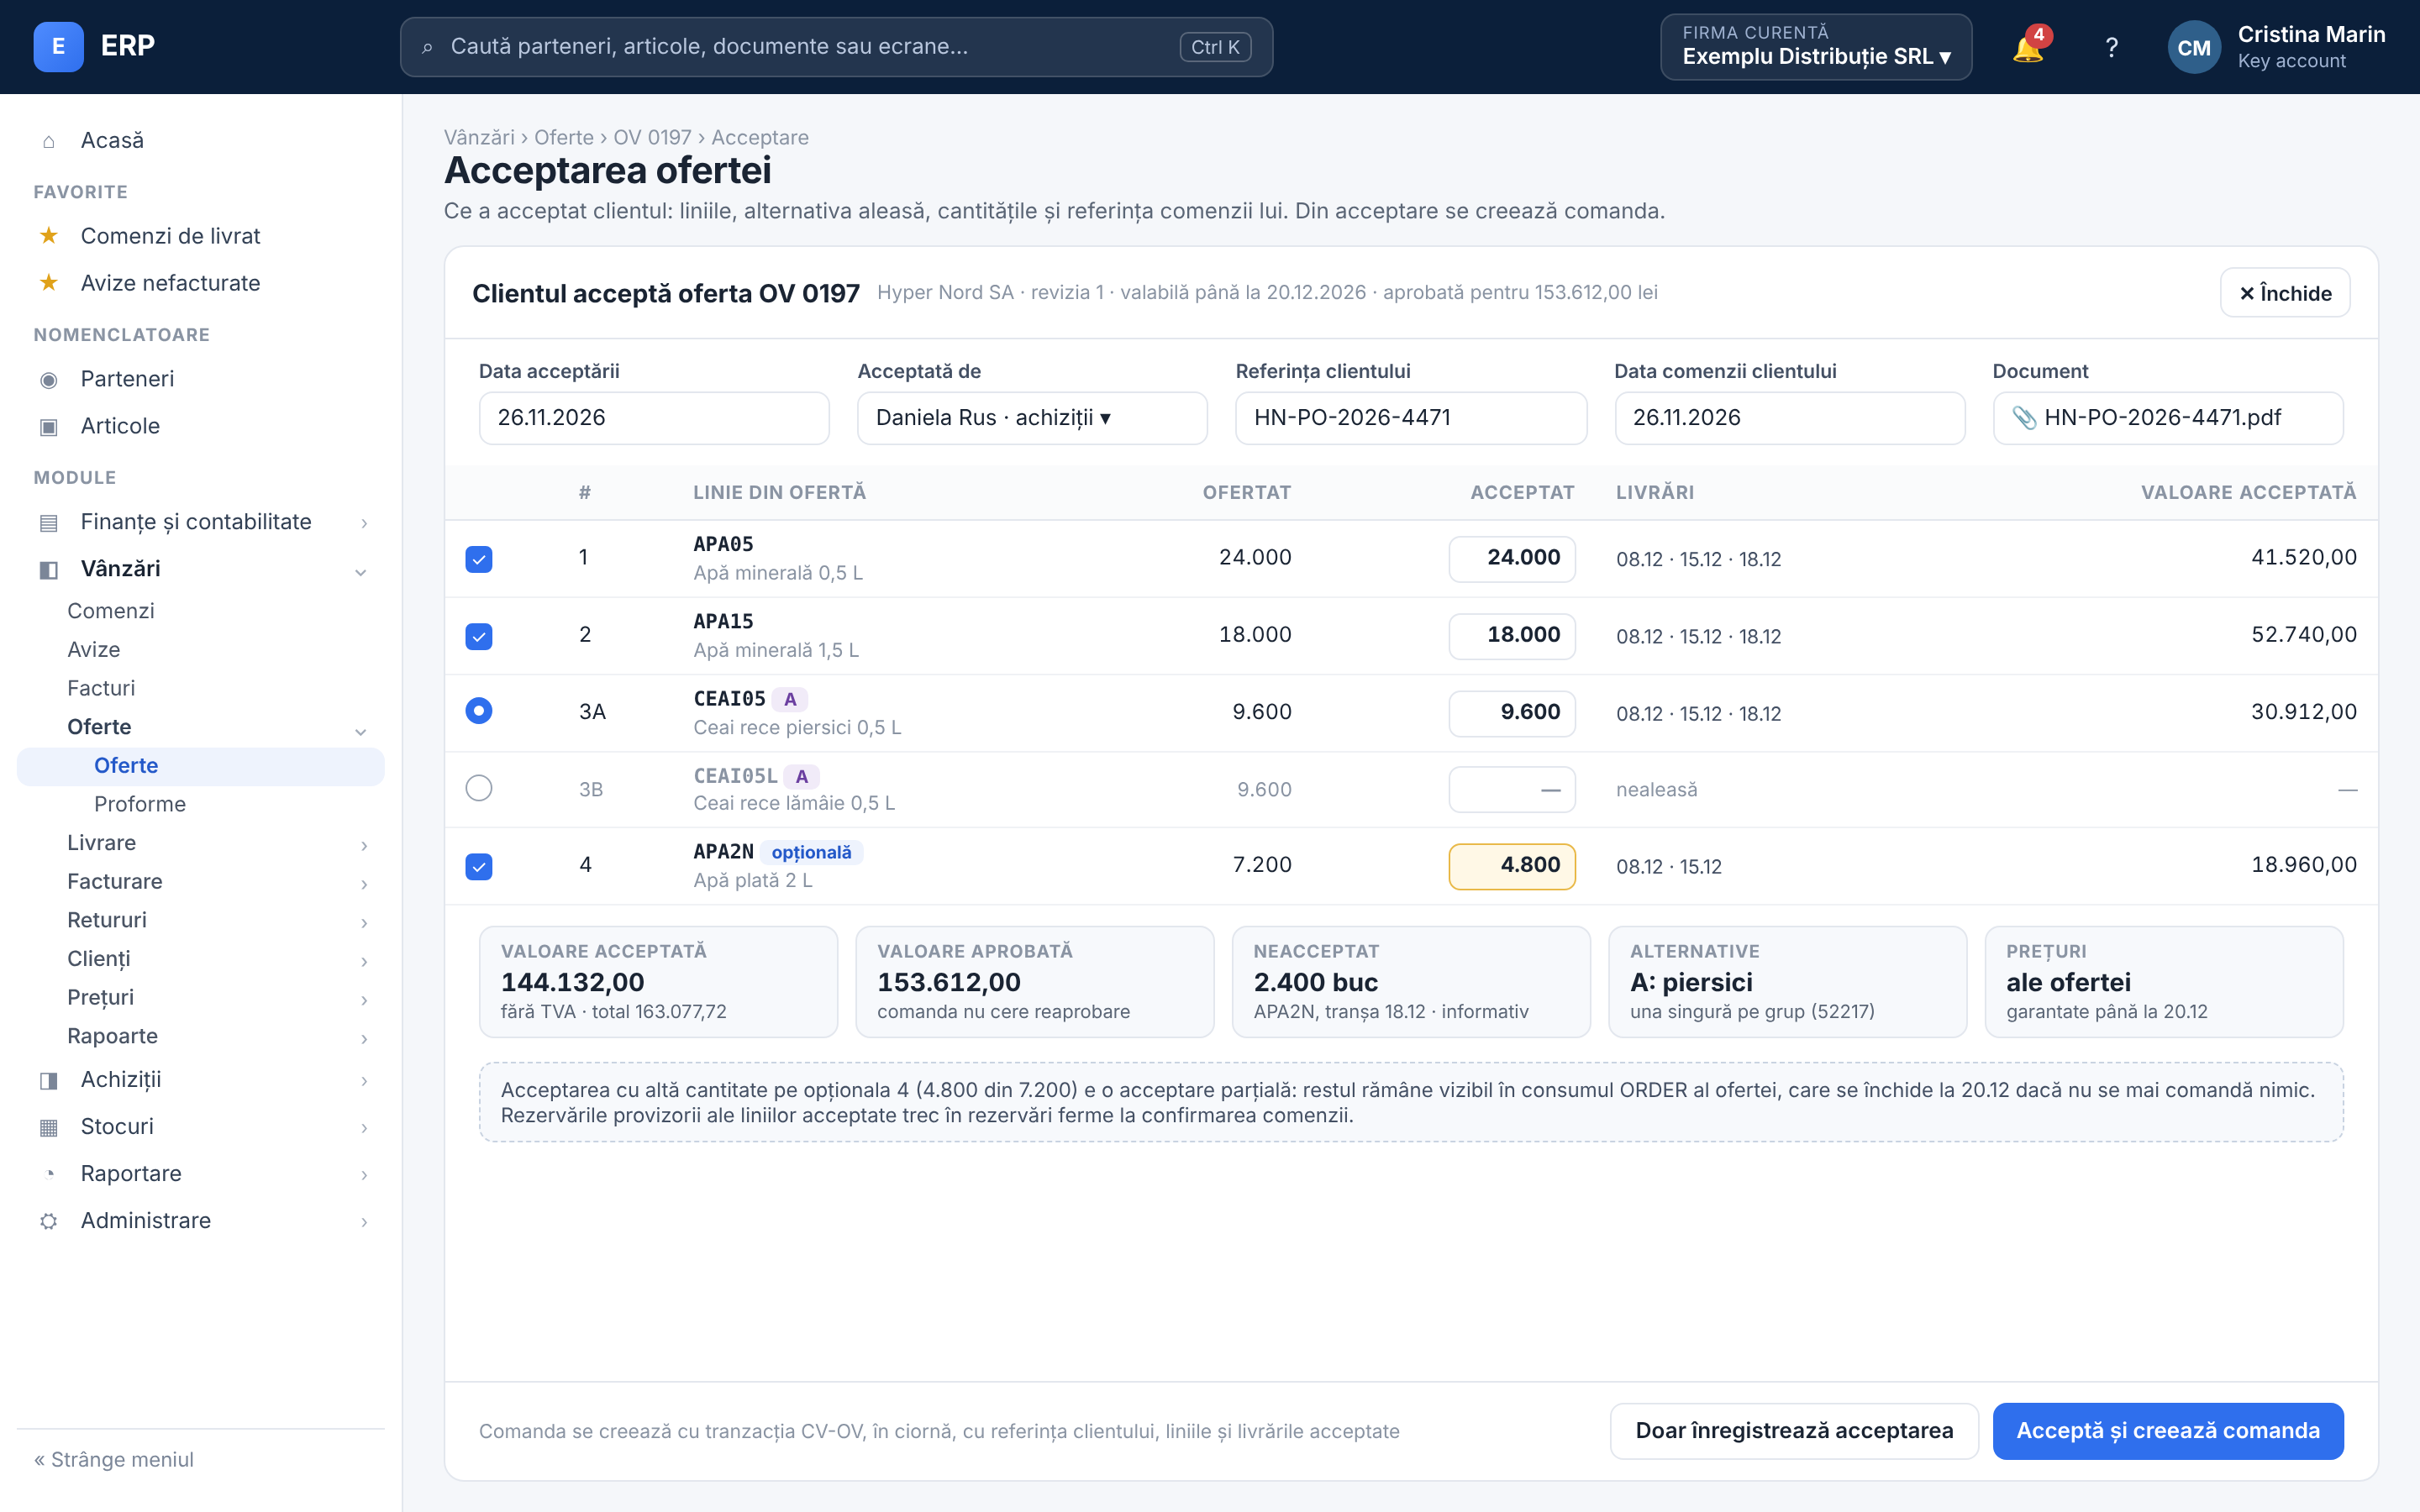 E ERP
Caută parteneri, articole, documente sau ecrane... Ctrl K
FIRMA CURENTĂ
Exemplu Distribuție SRL ▾
4
?
CM
Cristina Marin
Key account
Acasă
FAVORITE
★ Comenzi de livrat
★ Avize nefacturate
NOMENCLATOARE
Parteneri
Articole
MODULE
Finanțe și contabilitate ›
Vânzări
Comenzi
Avize
Facturi
Oferte
Oferte
Proforme
Livrare ›
Facturare ›
Retururi ›
Clienți ›
Prețuri ›
Rapoarte ›
Achiziții ›
Stocuri ›
Raportare ›
Administrare ›
« Strânge meniul
Vânzări › Oferte › OV 0197 › Acceptare
Acceptarea ofertei
Ce a acceptat clientul: liniile, alternativa aleasă, cantitățile și referința comenzii lui. Din acceptare se creează comanda.
Clientul acceptă oferta OV 0197 Hyper Nord SA · revizia 1 · valabilă până la 20.12.2026 · aprobată pentru 153.612,00 lei
✕ Închide
Data acceptării Acceptată de Referința clientului Data comenzii clientului Document
26.11.2026 Daniela Rus · achiziții ▾ HN-PO-2026-4471 26.11.2026 📎 HN-PO-2026-4471.pdf
# LINIE DIN OFERTĂ OFERTAT ACCEPTAT LIVRĂRI VALOARE ACCEPTATĂ
1 APA05 24.000 24.000 08.12 · 15.12 · 18.12 41.520,00
Apă minerală 0,5 L
2 APA15 18.000 18.000 08.12 · 15.12 · 18.12 52.740,00
Apă minerală 1,5 L
3A CEAI05 A 9.600 9.600 08.12 · 15.12 · 18.12 30.912,00
Ceai rece piersici 0,5 L
3B CEAI05L A 9.600 — nealeasă —
Ceai rece lămâie 0,5 L
4 APA2N opțională 7.200 4.800 08.12 · 15.12 18.960,00
Apă plată 2 L
VALOARE ACCEPTATĂ
144.132,00
fără TVA · total 163.077,72
VALOARE APROBATĂ
153.612,00
comanda nu cere reaprobare
NEACCEPTAT
2.400 buc
APA2N, tranșa 18.12 · informativ
ALTERNATIVE
A: piersici
una singură pe grup (52217)
PREȚURI
ale ofertei
garantate până la 20.12
Acceptarea cu altă cantitate pe opționala 4 (4.800 din 7.200) e o acceptare parțială: restul rămâne vizibil în consumul ORDER al ofertei, care se închide la 20.12 dacă nu se mai comandă nimic.
Rezervările provizorii ale liniilor acceptate trec în rezervări ferme la confirmarea comenzii.
Comanda se creează cu tranzacția CV-OV, în ciornă, cu referința clientului, liniile și livrările acceptate
Doar înregistrează acceptarea
Acceptă și creează comanda